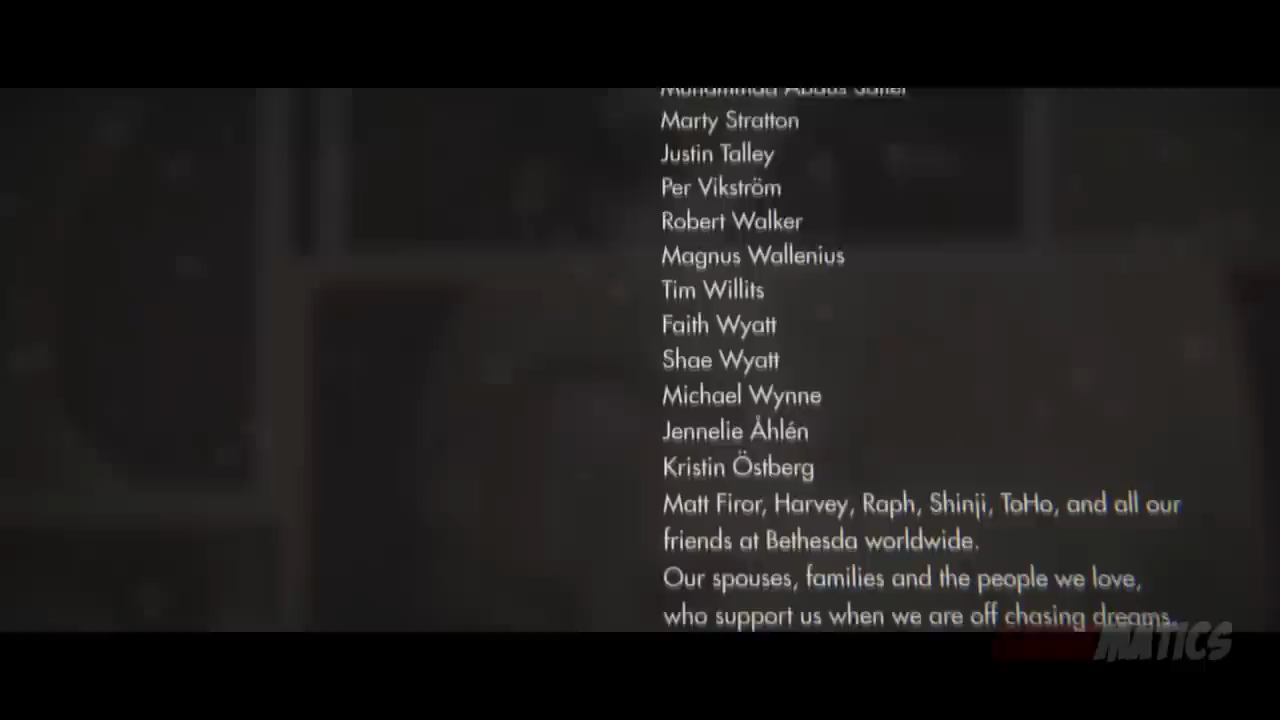 Marty Stratton
Justin Talley
Per Vikström
Robert Walker
Magnus Wallenius
Tim Willits
Faith Wyatt
Shae Wyatt
Michael Wynne
Jennelie Åhlén
Kristin Östberg
Matt Firor, Harvey, Raph, Shinji, ToHo, and all our
friends at Bethesda worldwide.
Our spouses, families and the people we love,
who support us when we are off chasing dreams.
MATICS